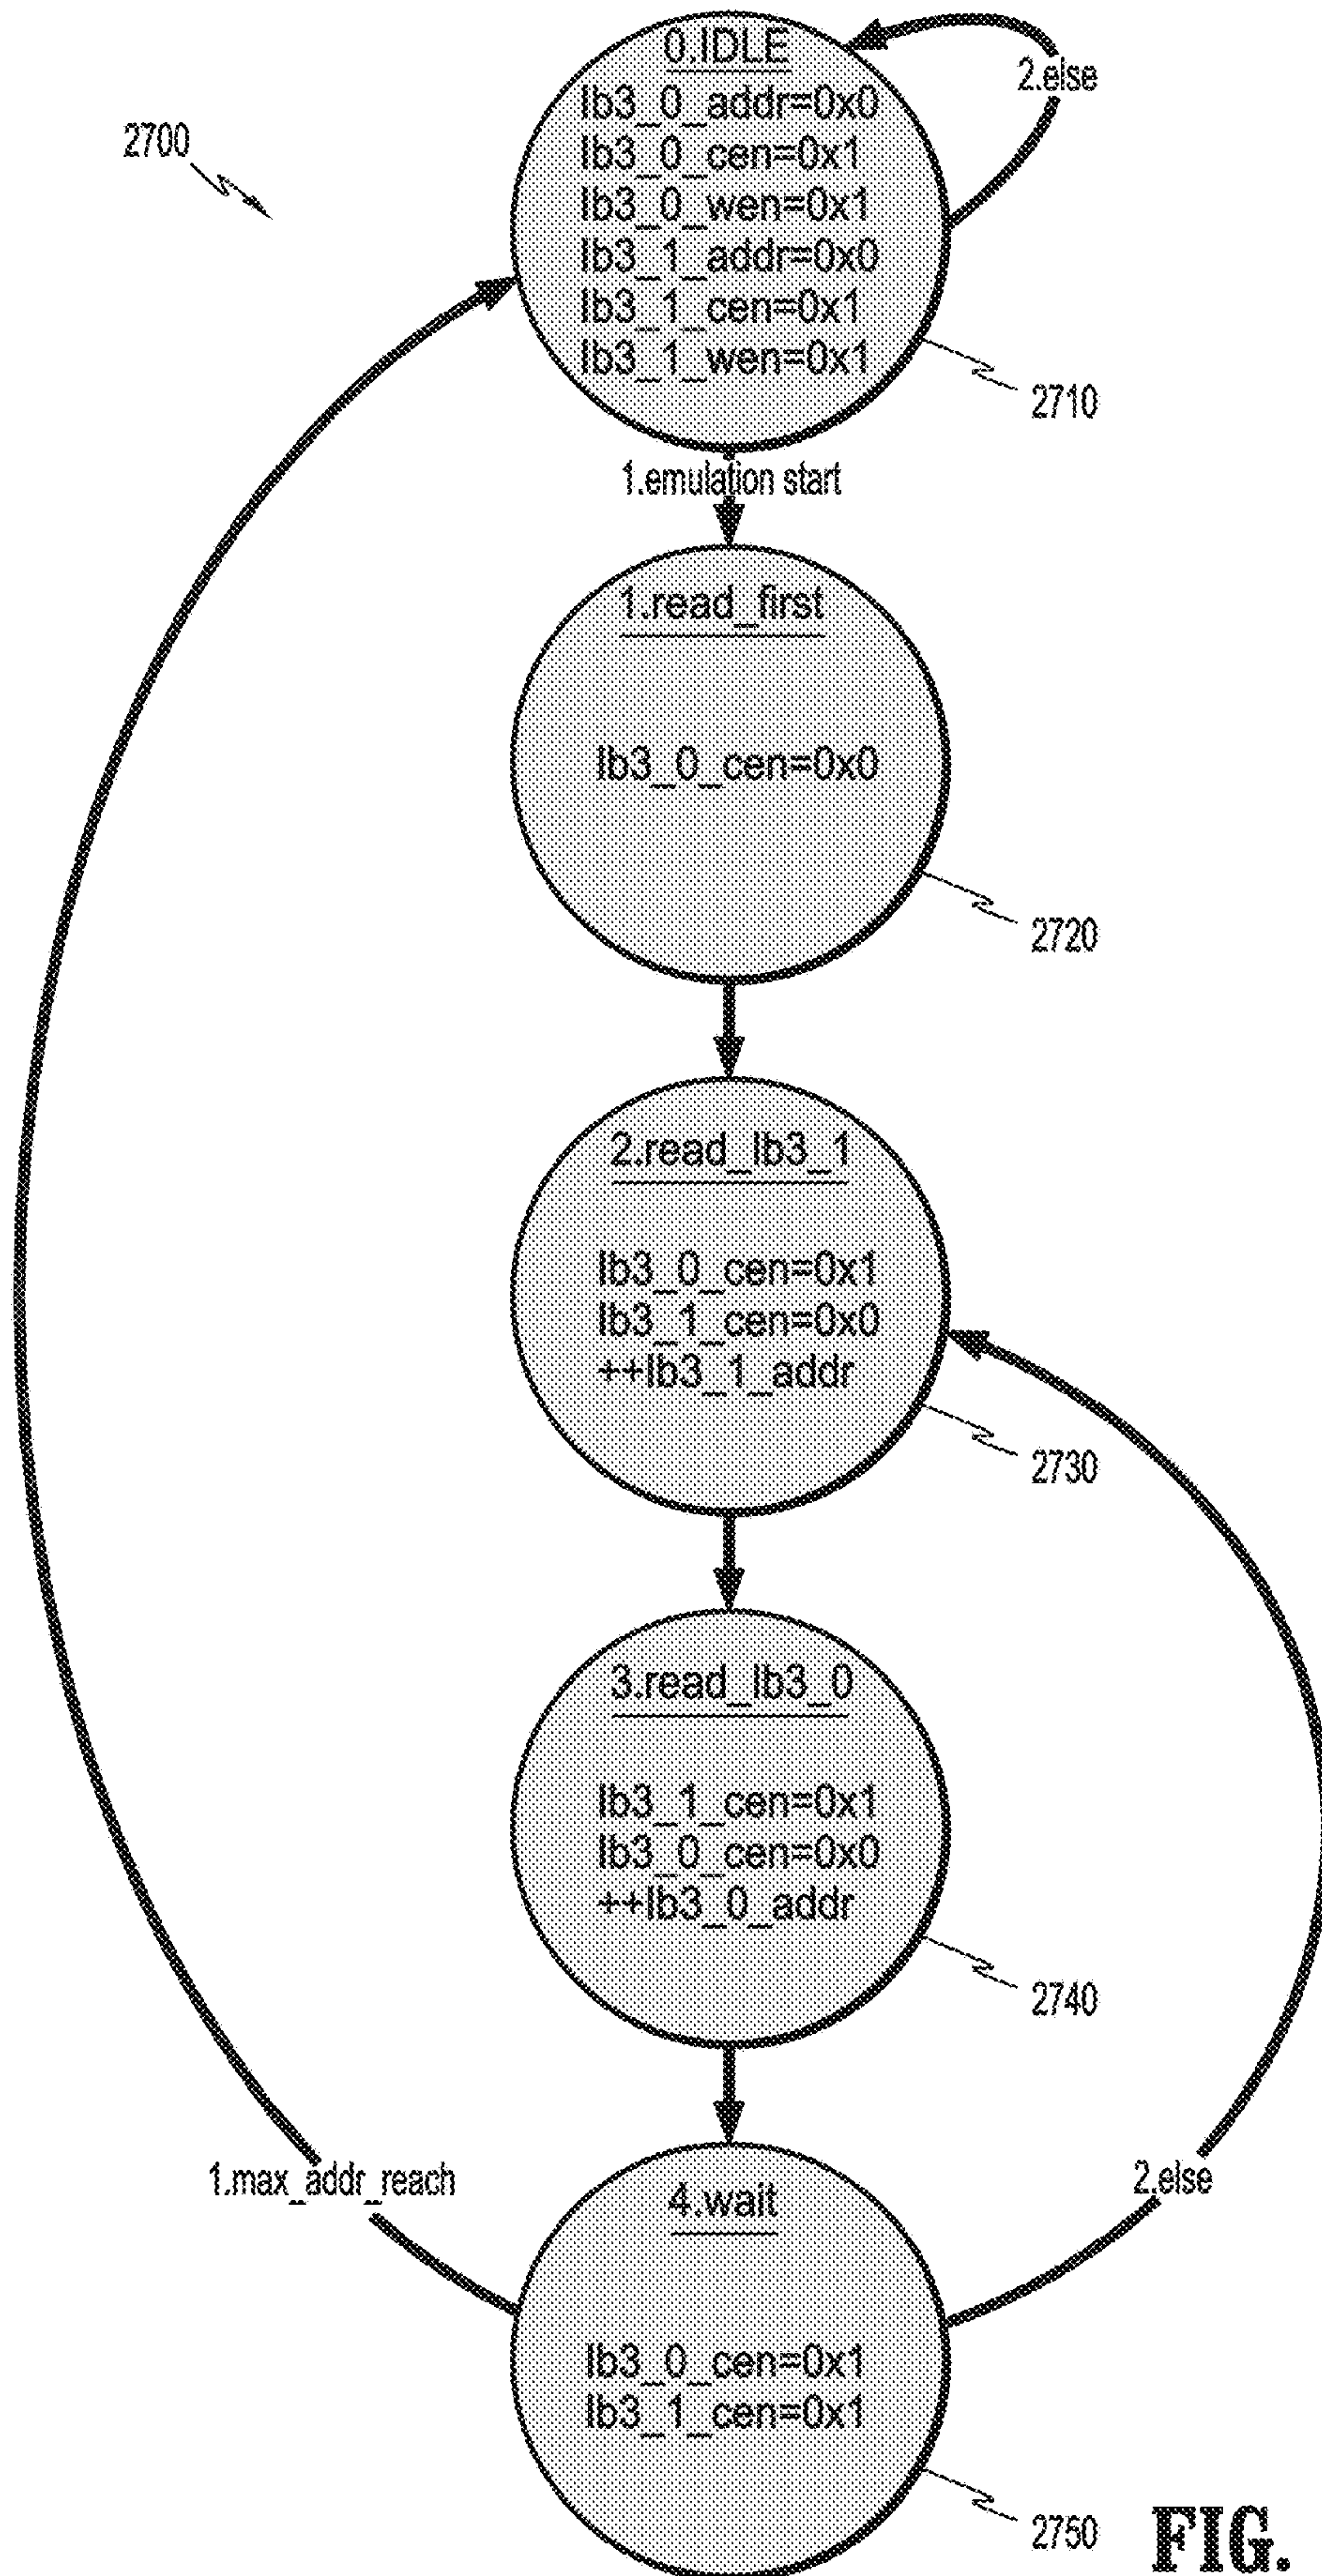 0.IDLE
lb3_0_addr=0x0
lb3_0_cen=0x1
lb3_0_wen=0x1
lb3_1_addr=0x0
lb3_1_cen=0x1
lb3_1_wen=0x1
2.else
2700
2710
1.emulation start
1.read_first
lb3_0_cen=0x0
2720
2.read_lb3_1
lb3_0_cen=0x1
lb3_1_cen=0x0
++lb3_1_addr
2730
3.read_lb3_0
lb3_1_cen=0x1
lb3_0_cen=0x0
++lb3_0_addr
2740
1.max_addr_reach
2.else
4.wait
lb3_0_cen=0x1
lb3_1_cen=0x1
2750
FIG.